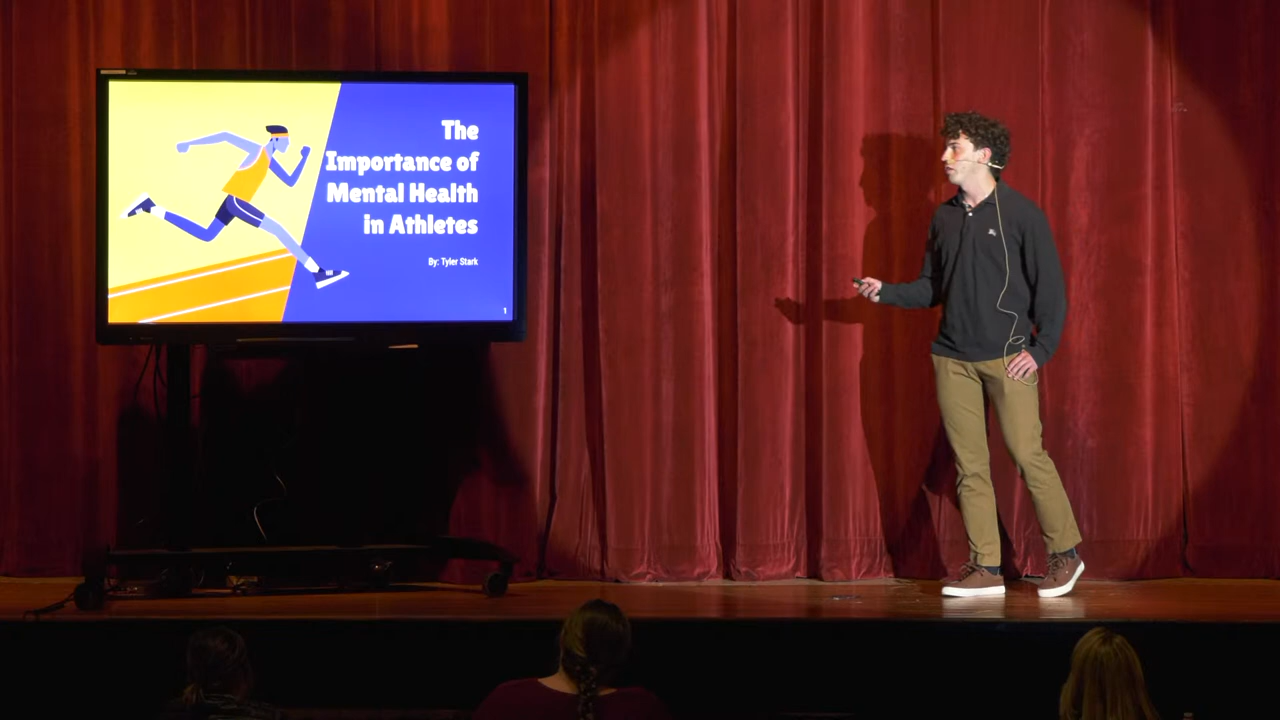 The
Importance of
Mental Health
in Athletes
By: Tyler Stark
1